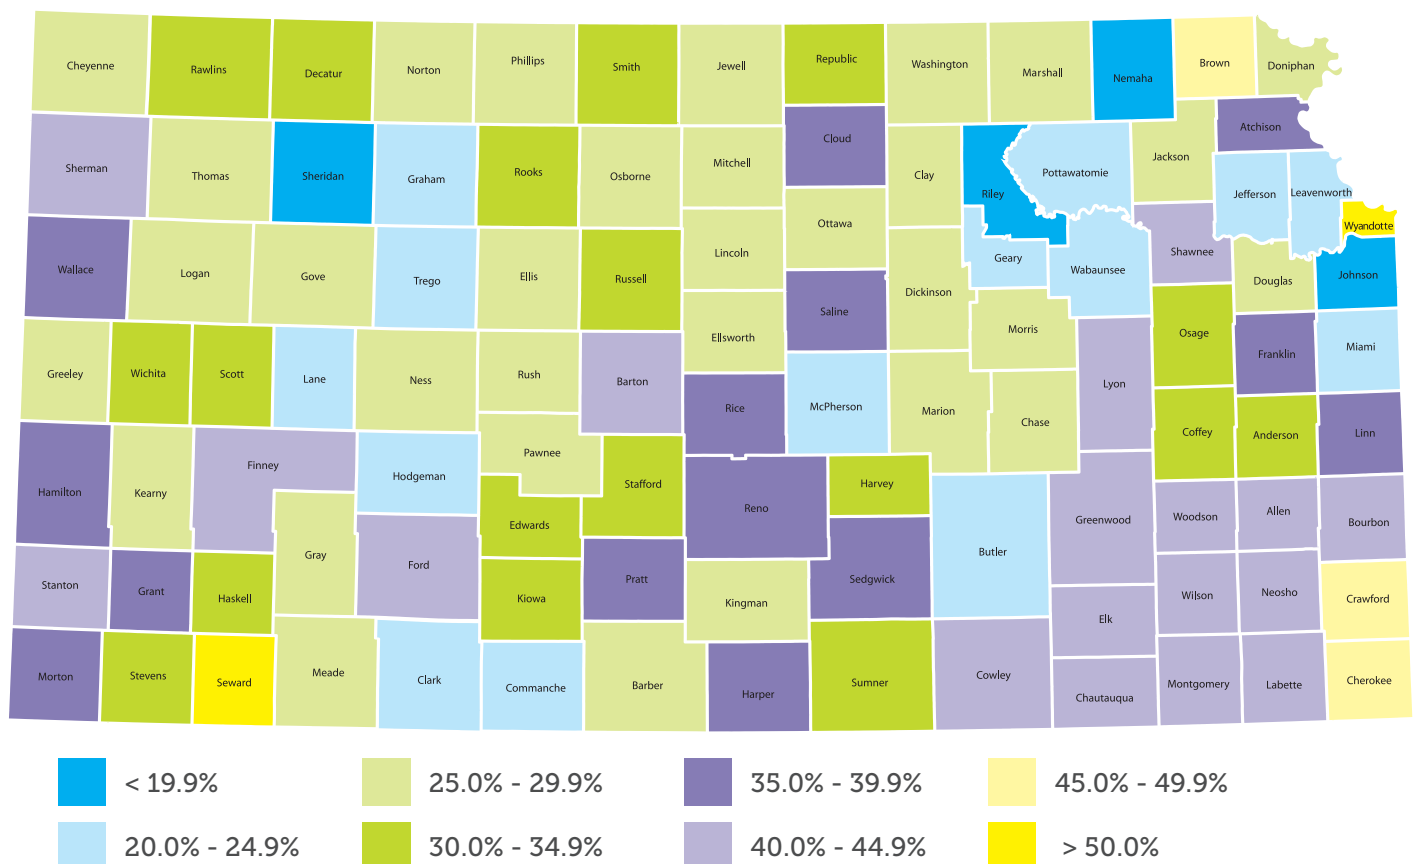 Cheyenne
Rawlins
Decatur
Norton
Phillips
Smith
Jewell
Republic
Washington
Marshall
Nemaha
Brown
Doniphan
Sherman
Thomas
Sheridan
Graham
Rooks
Osborne
Mitchell
Cloud
Clay
Riley
Pottawatomie
Jackson
Atchison
Jefferson
Leavenworth
Wyandotte
Wallace
Logan
Gove
Trego
Ellis
Russell
Lincoln
Ottawa
Saline
Dickinson
Geary
Wabaunsee
Shawnee
Douglas
Johnson
Greeley
Wichita
Scott
Lane
Ness
Rush
Barton
Ellsworth
Rice
McPherson
Marion
Morris
Chase
Lyon
Osage
Franklin
Miami
Coffey
Anderson
Linn
Hamilton
Kearny
Finney
Hodgeman
Pawnee
Edwards
Stafford
Reno
Harvey
Sedgwick
Butler
Greenwood
Woodson
Allen
Bourbon
Stanton
Grant
Haskell
Gray
Ford
Kiowa
Pratt
Kingman
Elk
Wilson
Neosho
Crawford
Morton
Stevens
Seward
Meade
Clark
Commanche
Barber
Harper
Sumner
Cowley
Chautauqua
Montgomery
Labette
Cherokee
< 19.9%
25.0% - 29.9%
35.0% - 39.9%
45.0% - 49.9%
20.0% - 24.9%
30.0% - 34.9%
40.0% - 44.9%
> 50.0%